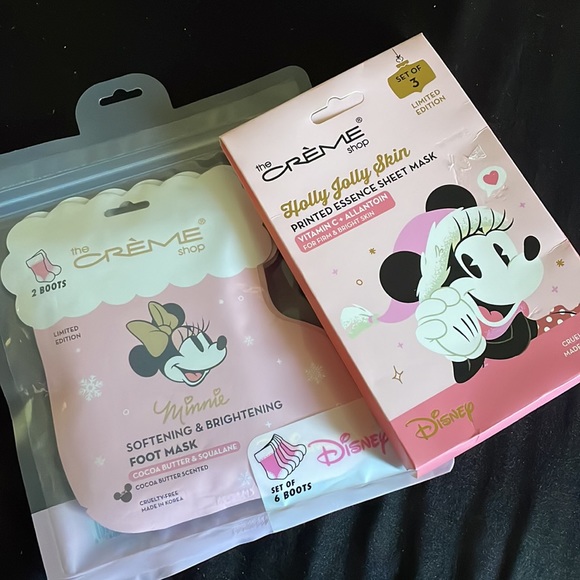 the
CRÈME®
shop
2 BOOTS
LIMITED
EDITION
Minnie
SOFTENING & BRIGHTENING
FOOT MASK
COCOA BUTTER & SQUALANE
COCOA BUTTER SCENTED
CRUELTY-FREE
MADE IN KOREA
SET OF
6 BOOTS
Disney
SET OF
3
LIMITED
EDITION
the
CRÈME®
shop
Holly Jolly Skin
PRINTED ESSENCE SHEET MASK
VITAMIN C + ALLANTOIN
FOR FIRM & BRIGHT SKIN
MADE
Disney